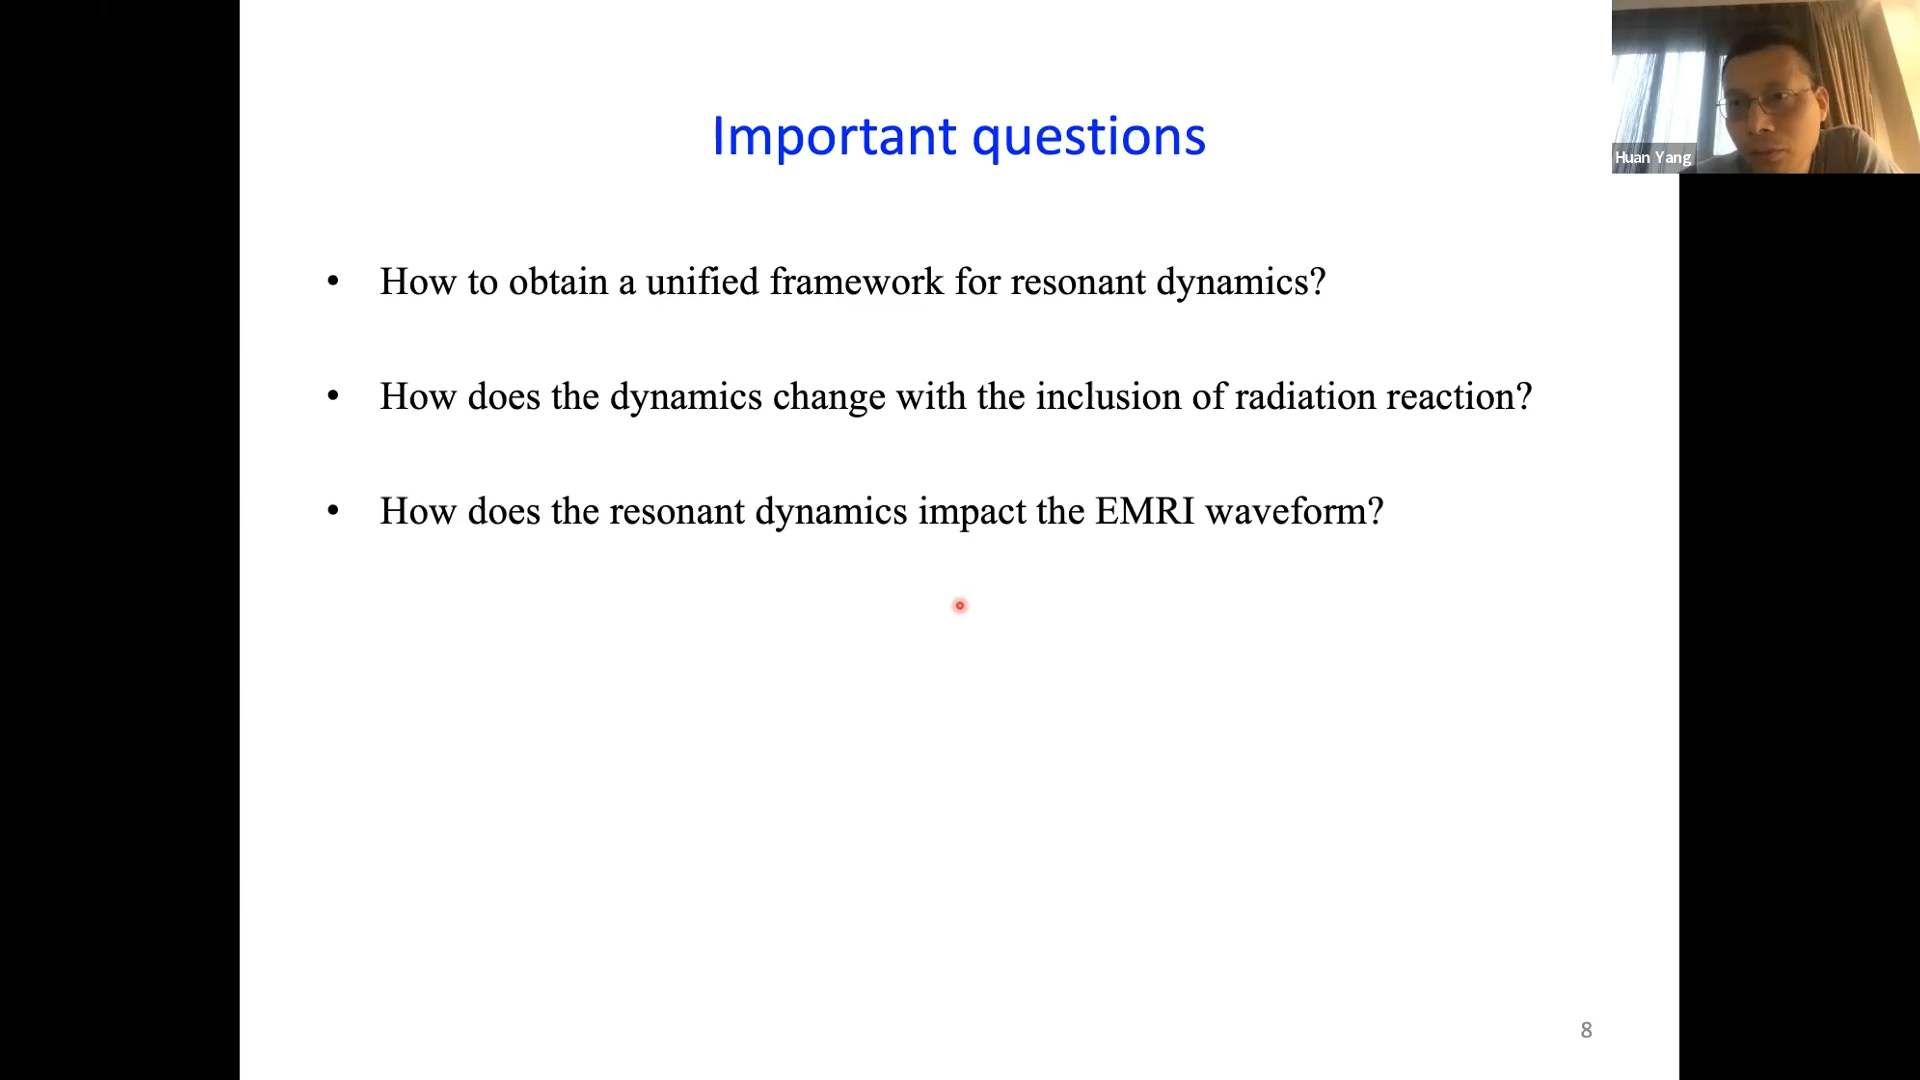 Important questions
Huan Yang
• How to obtain a unified framework for resonant dynamics?
• How does the dynamics change with the inclusion of radiation reaction?
• How does the resonant dynamics impact the EMRI waveform?
8